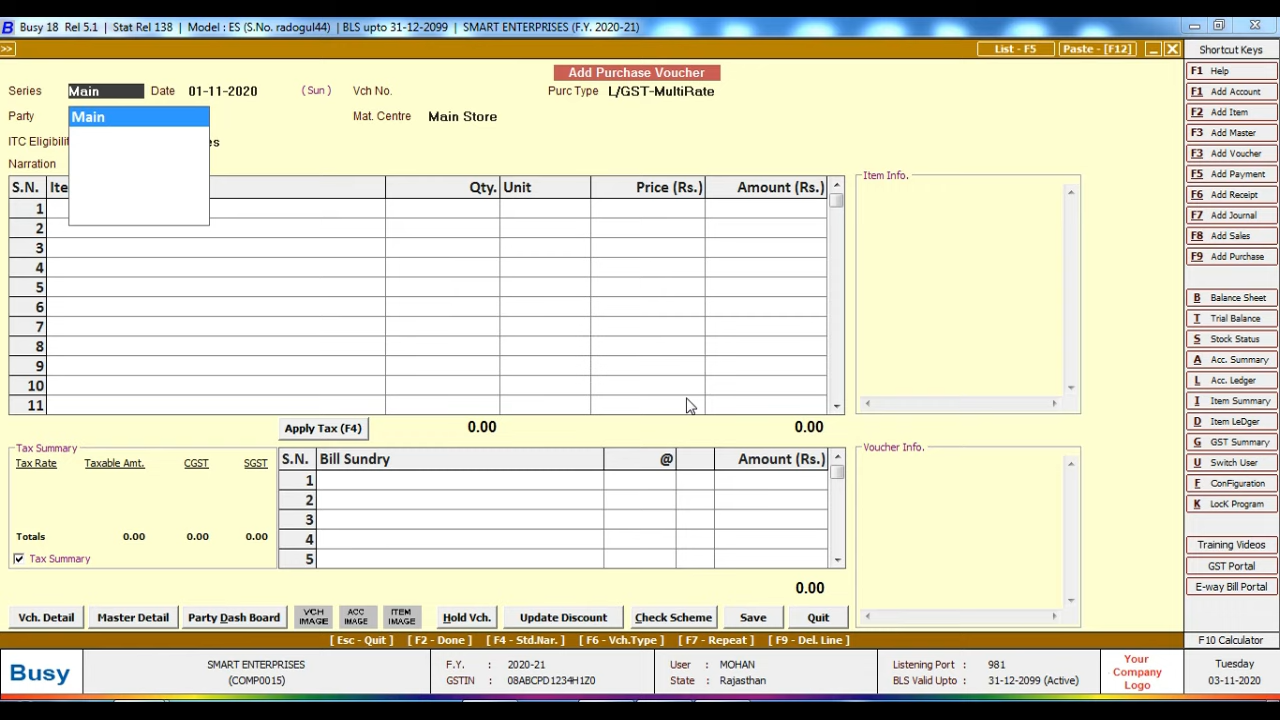 Busy 18 Rel 5.1 | Stat Rel 138 | Model : ES (S.No. radogul44) | BLS upto 31-12-2099 | SMART ENTERPRISES (F.Y. 2020-21)
>> List - F5 Paste - [F12] Shortcut Keys
Add Purchase Voucher
Series Main Date 01-11-2020 (Sun) Vch No. Purc Type L/GST-MultiRate
Party Main Mat. Centre Main Store
ITC Eligibilit es
Narration
S.N. Ite Qty. Unit Price (Rs.) Amount (Rs.)
1
2
3
4
5
6
7
8
9
10
11
Apply Tax (F4) 0.00 0.00
Item Info.
Tax Summary
Tax Rate Taxable Amt. CGST SGST
Totals 0.00 0.00 0.00
Tax Summary
S.N. Bill Sundry @ Amount (Rs.)
1
2
3
4
5
0.00
Voucher Info.
Vch. Detail Master Detail Party Dash Board VCH IMAGE ACC IMAGE ITEM IMAGE Hold Vch. Update Discount Check Scheme Save Quit
[ Esc - Quit ] [ F2 - Done ] [ F4 - Std.Nar. ] [ F6 - Vch.Type ] [ F7 - Repeat ] [ F9 - Del. Line ]
F1 Help
F1 Add Account
F2 Add Item
F3 Add Master
F3 Add Voucher
F5 Add Payment
F6 Add Receipt
F7 Add Journal
F8 Add Sales
F9 Add Purchase
B Balance Sheet
T Trial Balance
S Stock Status
A Acc. Summary
L Acc. Ledger
I Item Summary
D Item LeDger
G GST Summary
U Switch User
F ConFiguration
K LocK Program
Training Videos
GST Portal
E-way Bill Portal
F10 Calculator
Busy
SMART ENTERPRISES
(COMP0015)
F.Y. : 2020-21
GSTIN : 08ABCPD1234H1Z0
User : MOHAN
State : Rajasthan
Listening Port : 981
BLS Valid Upto : 31-12-2099 (Active)
Your
Company
Logo
Tuesday
03-11-2020